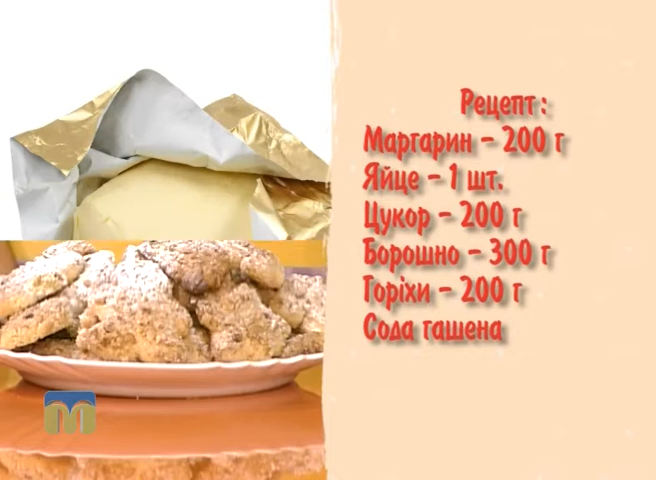 Рецепт:
Маргарин - 200 г
Яйце - 1 шт.
Цукор - 200 г
Борошно - 300 г
Горіхи - 200 г
Сода гашена
m